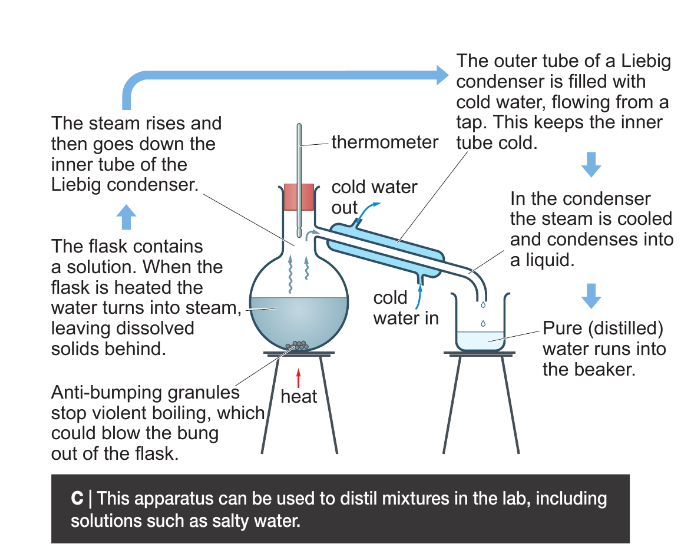 The outer tube of a Liebig
condenser is filled with
cold water, flowing from a
tap. This keeps the inner
tube cold.
The steam rises and
then goes down the
inner tube of the
Liebig condenser.
thermometer
cold water
out
In the condenser
the steam is cooled
and condenses into
a liquid.
The flask contains
a solution. When the
flask is heated the
water turns into steam,
leaving dissolved
solids behind.
cold
water in
Pure (distilled)
water runs into
the beaker.
Anti-bumping granules
stop violent boiling, which
could blow the bung
out of the flask.
heat
C | This apparatus can be used to distil mixtures in the lab, including
solutions such as salty water.